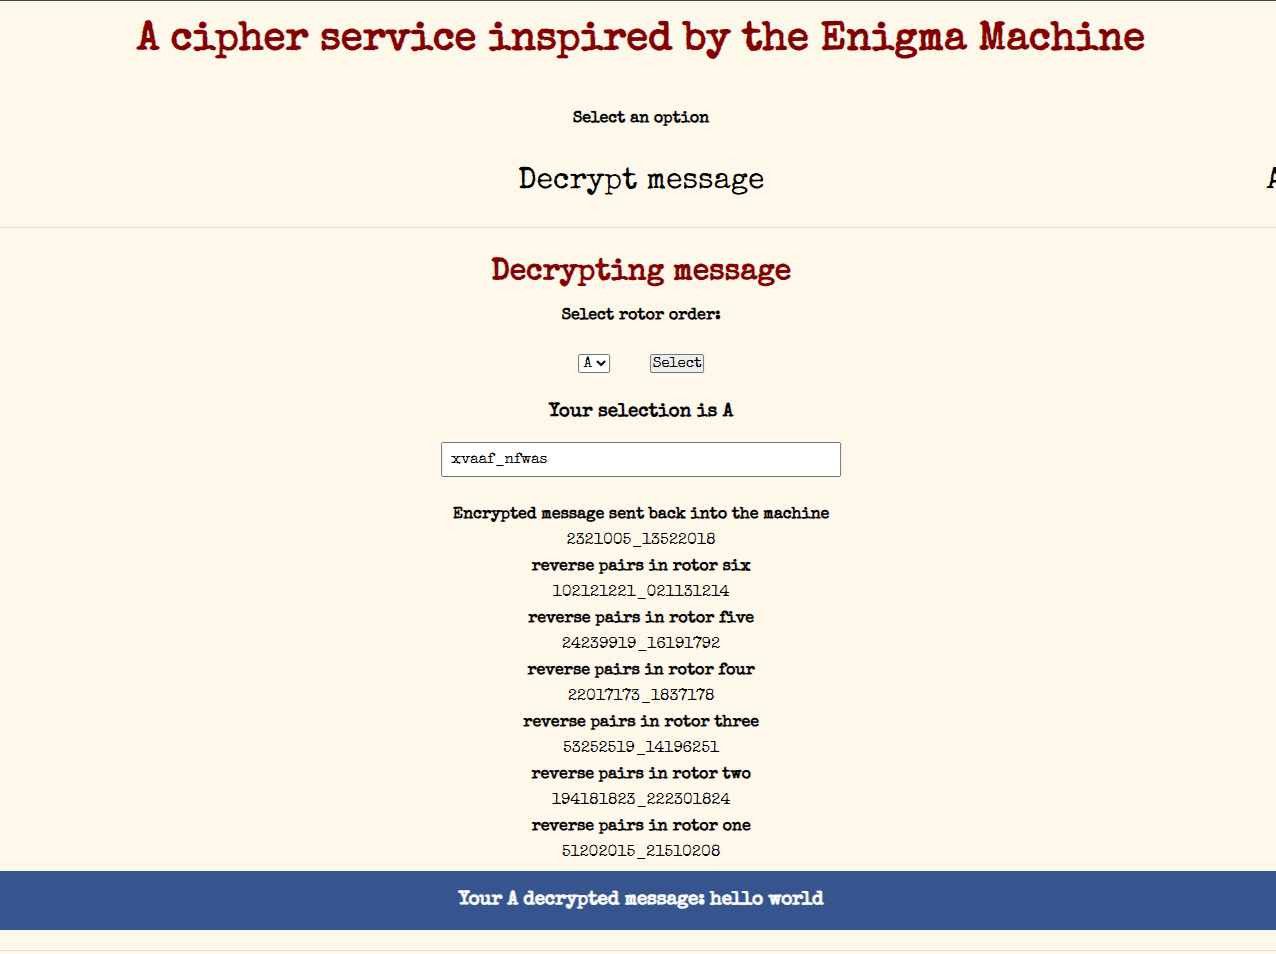 A cipher service inspired by the Enigma Machine
Select an option
Decrypt message
Decrypting message
Select rotor order:
A Select
Your selection is A
xvaaf_nfwas
Encrypted message sent back into the machine
2321005_13522018
reverse pairs in rotor six
102121221_021131214
reverse pairs in rotor five
24239919_16191792
reverse pairs in rotor four
22017173_1837178
reverse pairs in rotor three
53252519_14196251
reverse pairs in rotor two
194181823_222301824
reverse pairs in rotor one
51202015_21510208
Your A decrypted message: hello world